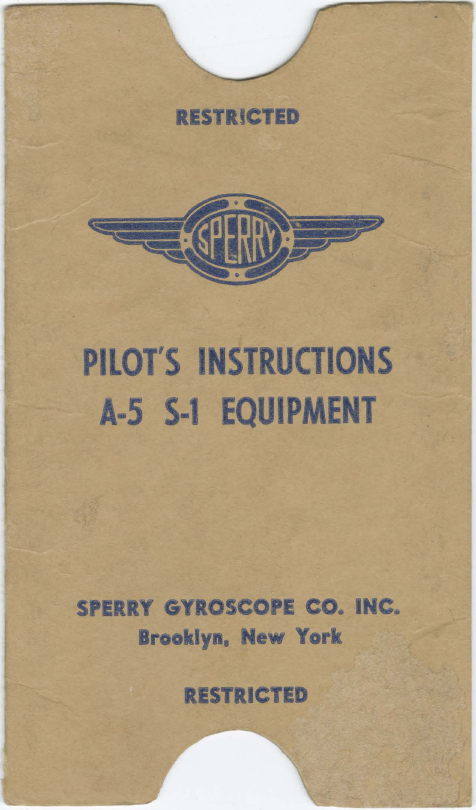 RESTRICTED
SPERRY
PILOT'S INSTRUCTIONS
A-5 S-1 EQUIPMENT
SPERRY GYROSCOPE CO. INC.
Brooklyn, New York
RESTRICTED